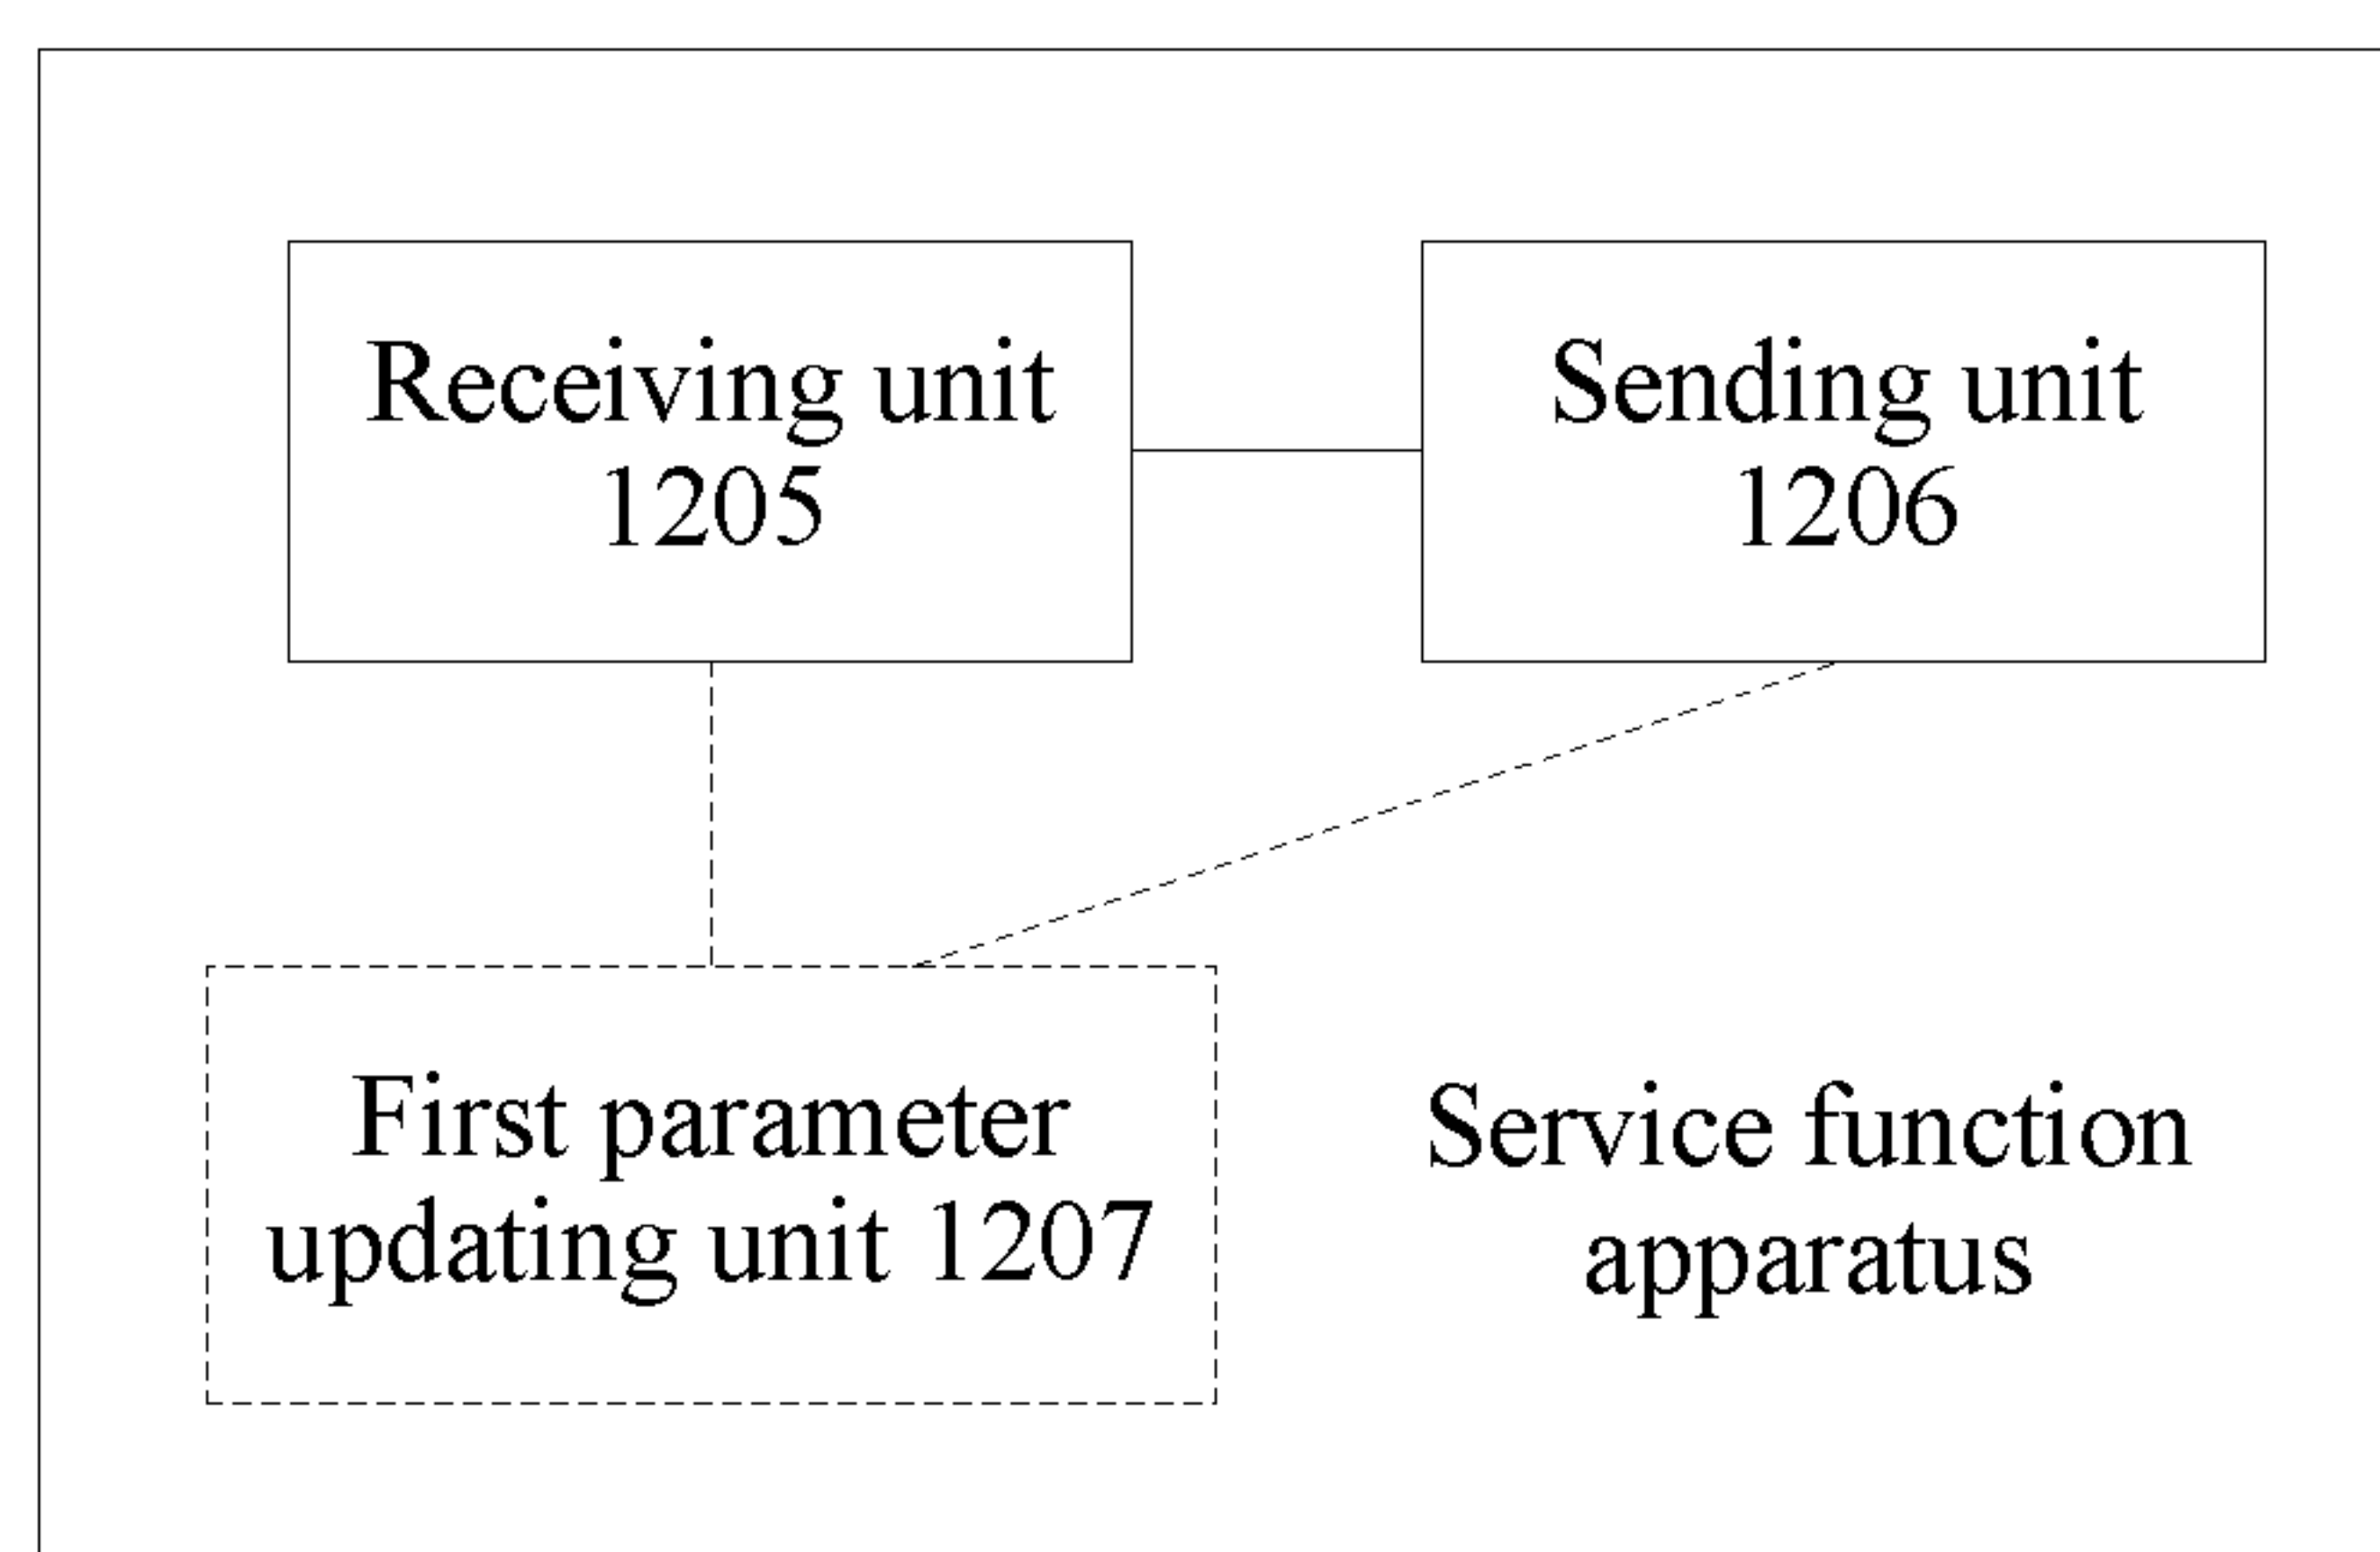 Receiving unit
1205
Sending unit
1206
First parameter
updating unit 1207
Service function
apparatus